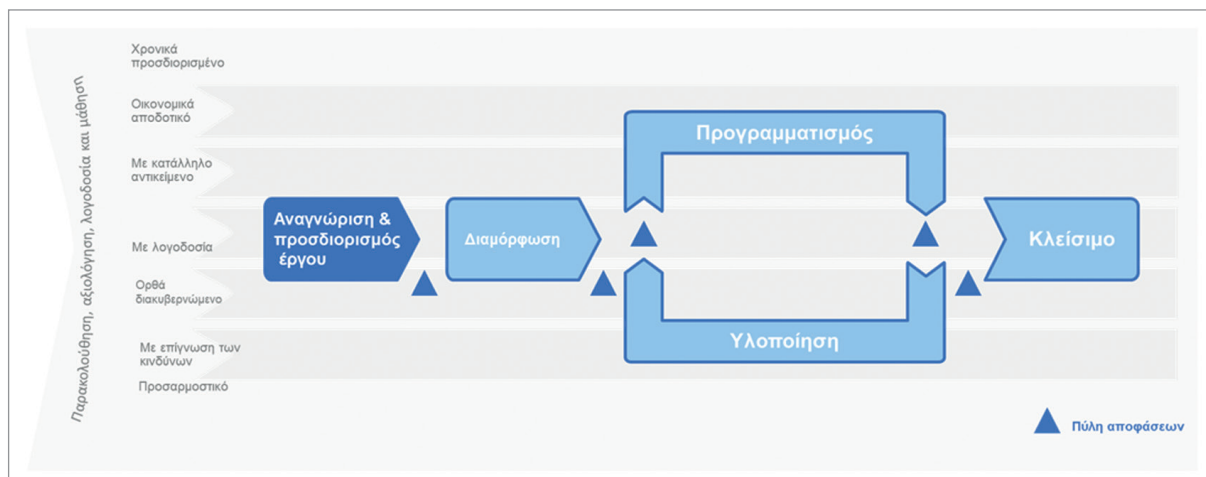 Παρακολούθηση, αξιολόγηση, λογοδοσία και μάθηση
Χρονικά
προσδιορισμένο
Οικονομικά
αποδοτικό
Με κατάλληλο
αντικείμενο
Με λογοδοσία
Ορθά
διακυβερνώμενο
Με επίγνωση των
κινδύνων
Προσαρμοστικό
Αναγνώριση &
προσδιορισμός
έργου
Διαμόρφωση
Προγραμματισμός
Υλοποίηση
Κλείσιμο
Πύλη αποφάσεων